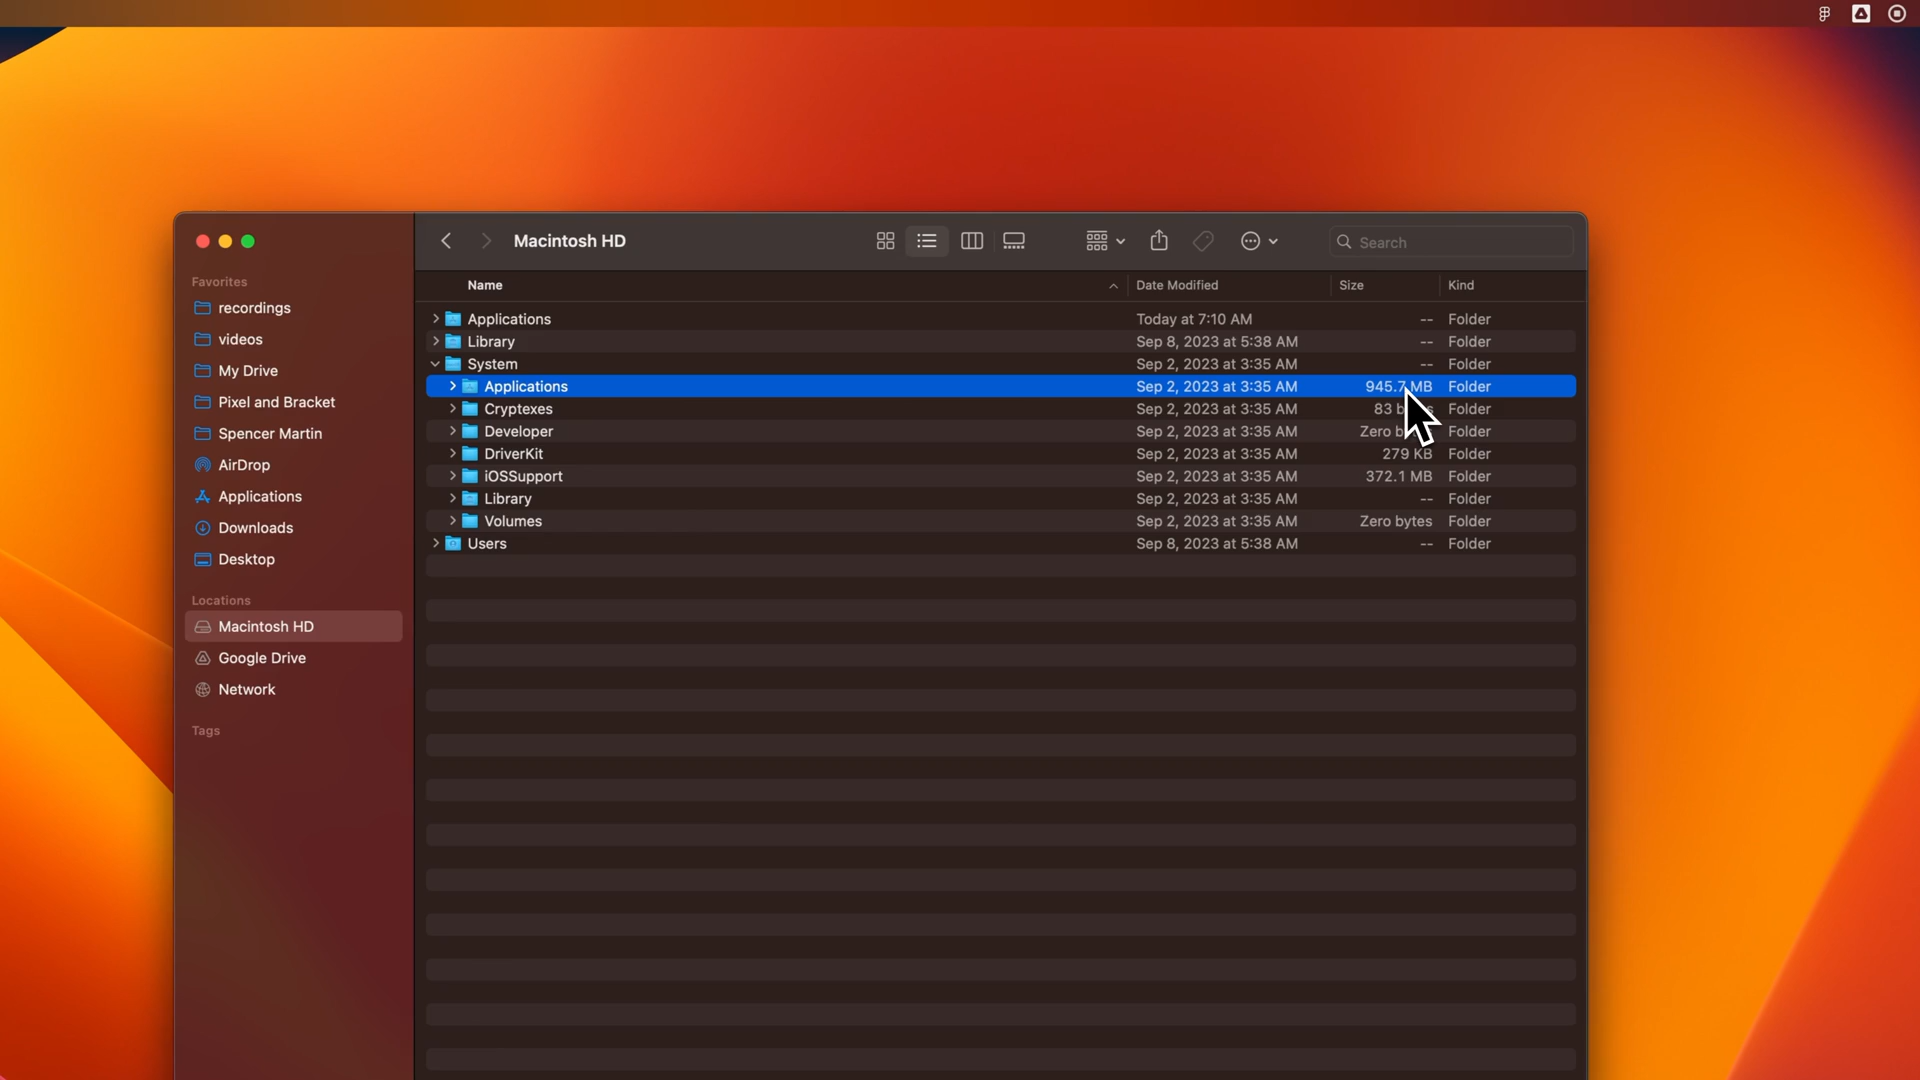 Macintosh HD
Search
Favorites
recordings
videos
My Drive
Pixel and Bracket
Spencer Martin
AirDrop
Applications
Downloads
Desktop
Locations
Macintosh HD
Google Drive
Network
Tags
Name Date Modified Size Kind
Applications Today at 7:10 AM -- Folder
Library Sep 8, 2023 at 5:38 AM -- Folder
System Sep 2, 2023 at 3:35 AM -- Folder
Applications Sep 2, 2023 at 3:35 AM 945.7 MB Folder
Cryptexes Sep 2, 2023 at 3:35 AM 83 Folder
Developer Sep 2, 2023 at 3:35 AM Zero Folder
DriverKit Sep 2, 2023 at 3:35 AM 279 KB Folder
iOSSupport Sep 2, 2023 at 3:35 AM 372.1 MB Folder
Library Sep 2, 2023 at 3:35 AM -- Folder
Volumes Sep 2, 2023 at 3:35 AM Zero bytes Folder
Users Sep 8, 2023 at 5:38 AM -- Folder